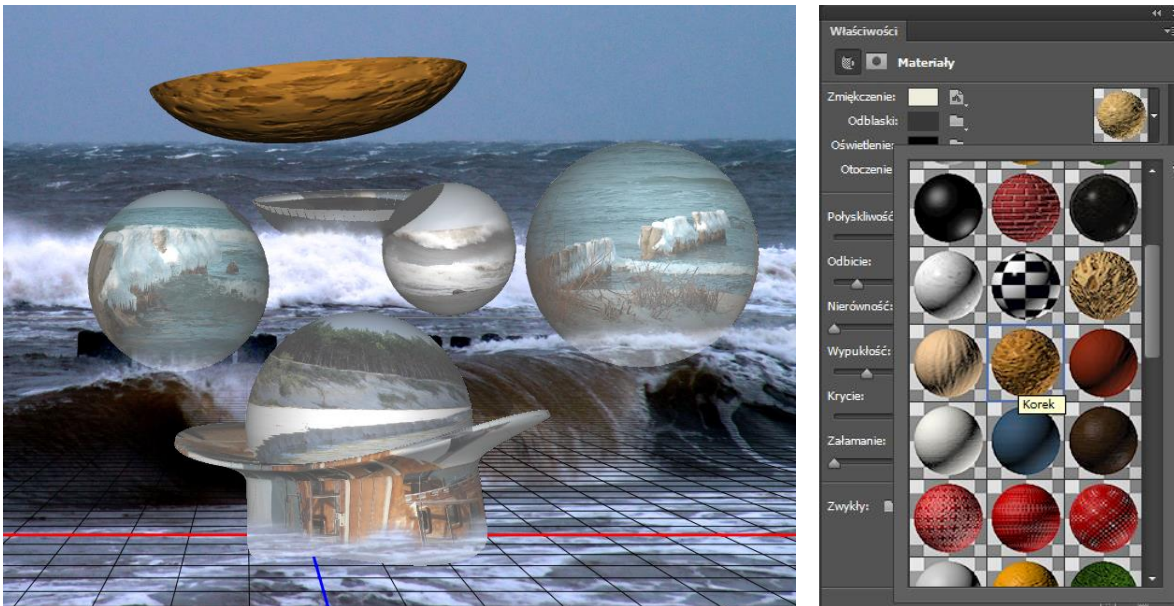 Właściwości
Materiały
Zmiękczenie:
Odblaski:
Oświetlenie:
Otoczenie
Połyskliwość
Odbicie:
Nierówność:
Wypukłość:
Korek
Krycie:
Załamanie:
Zwykły: